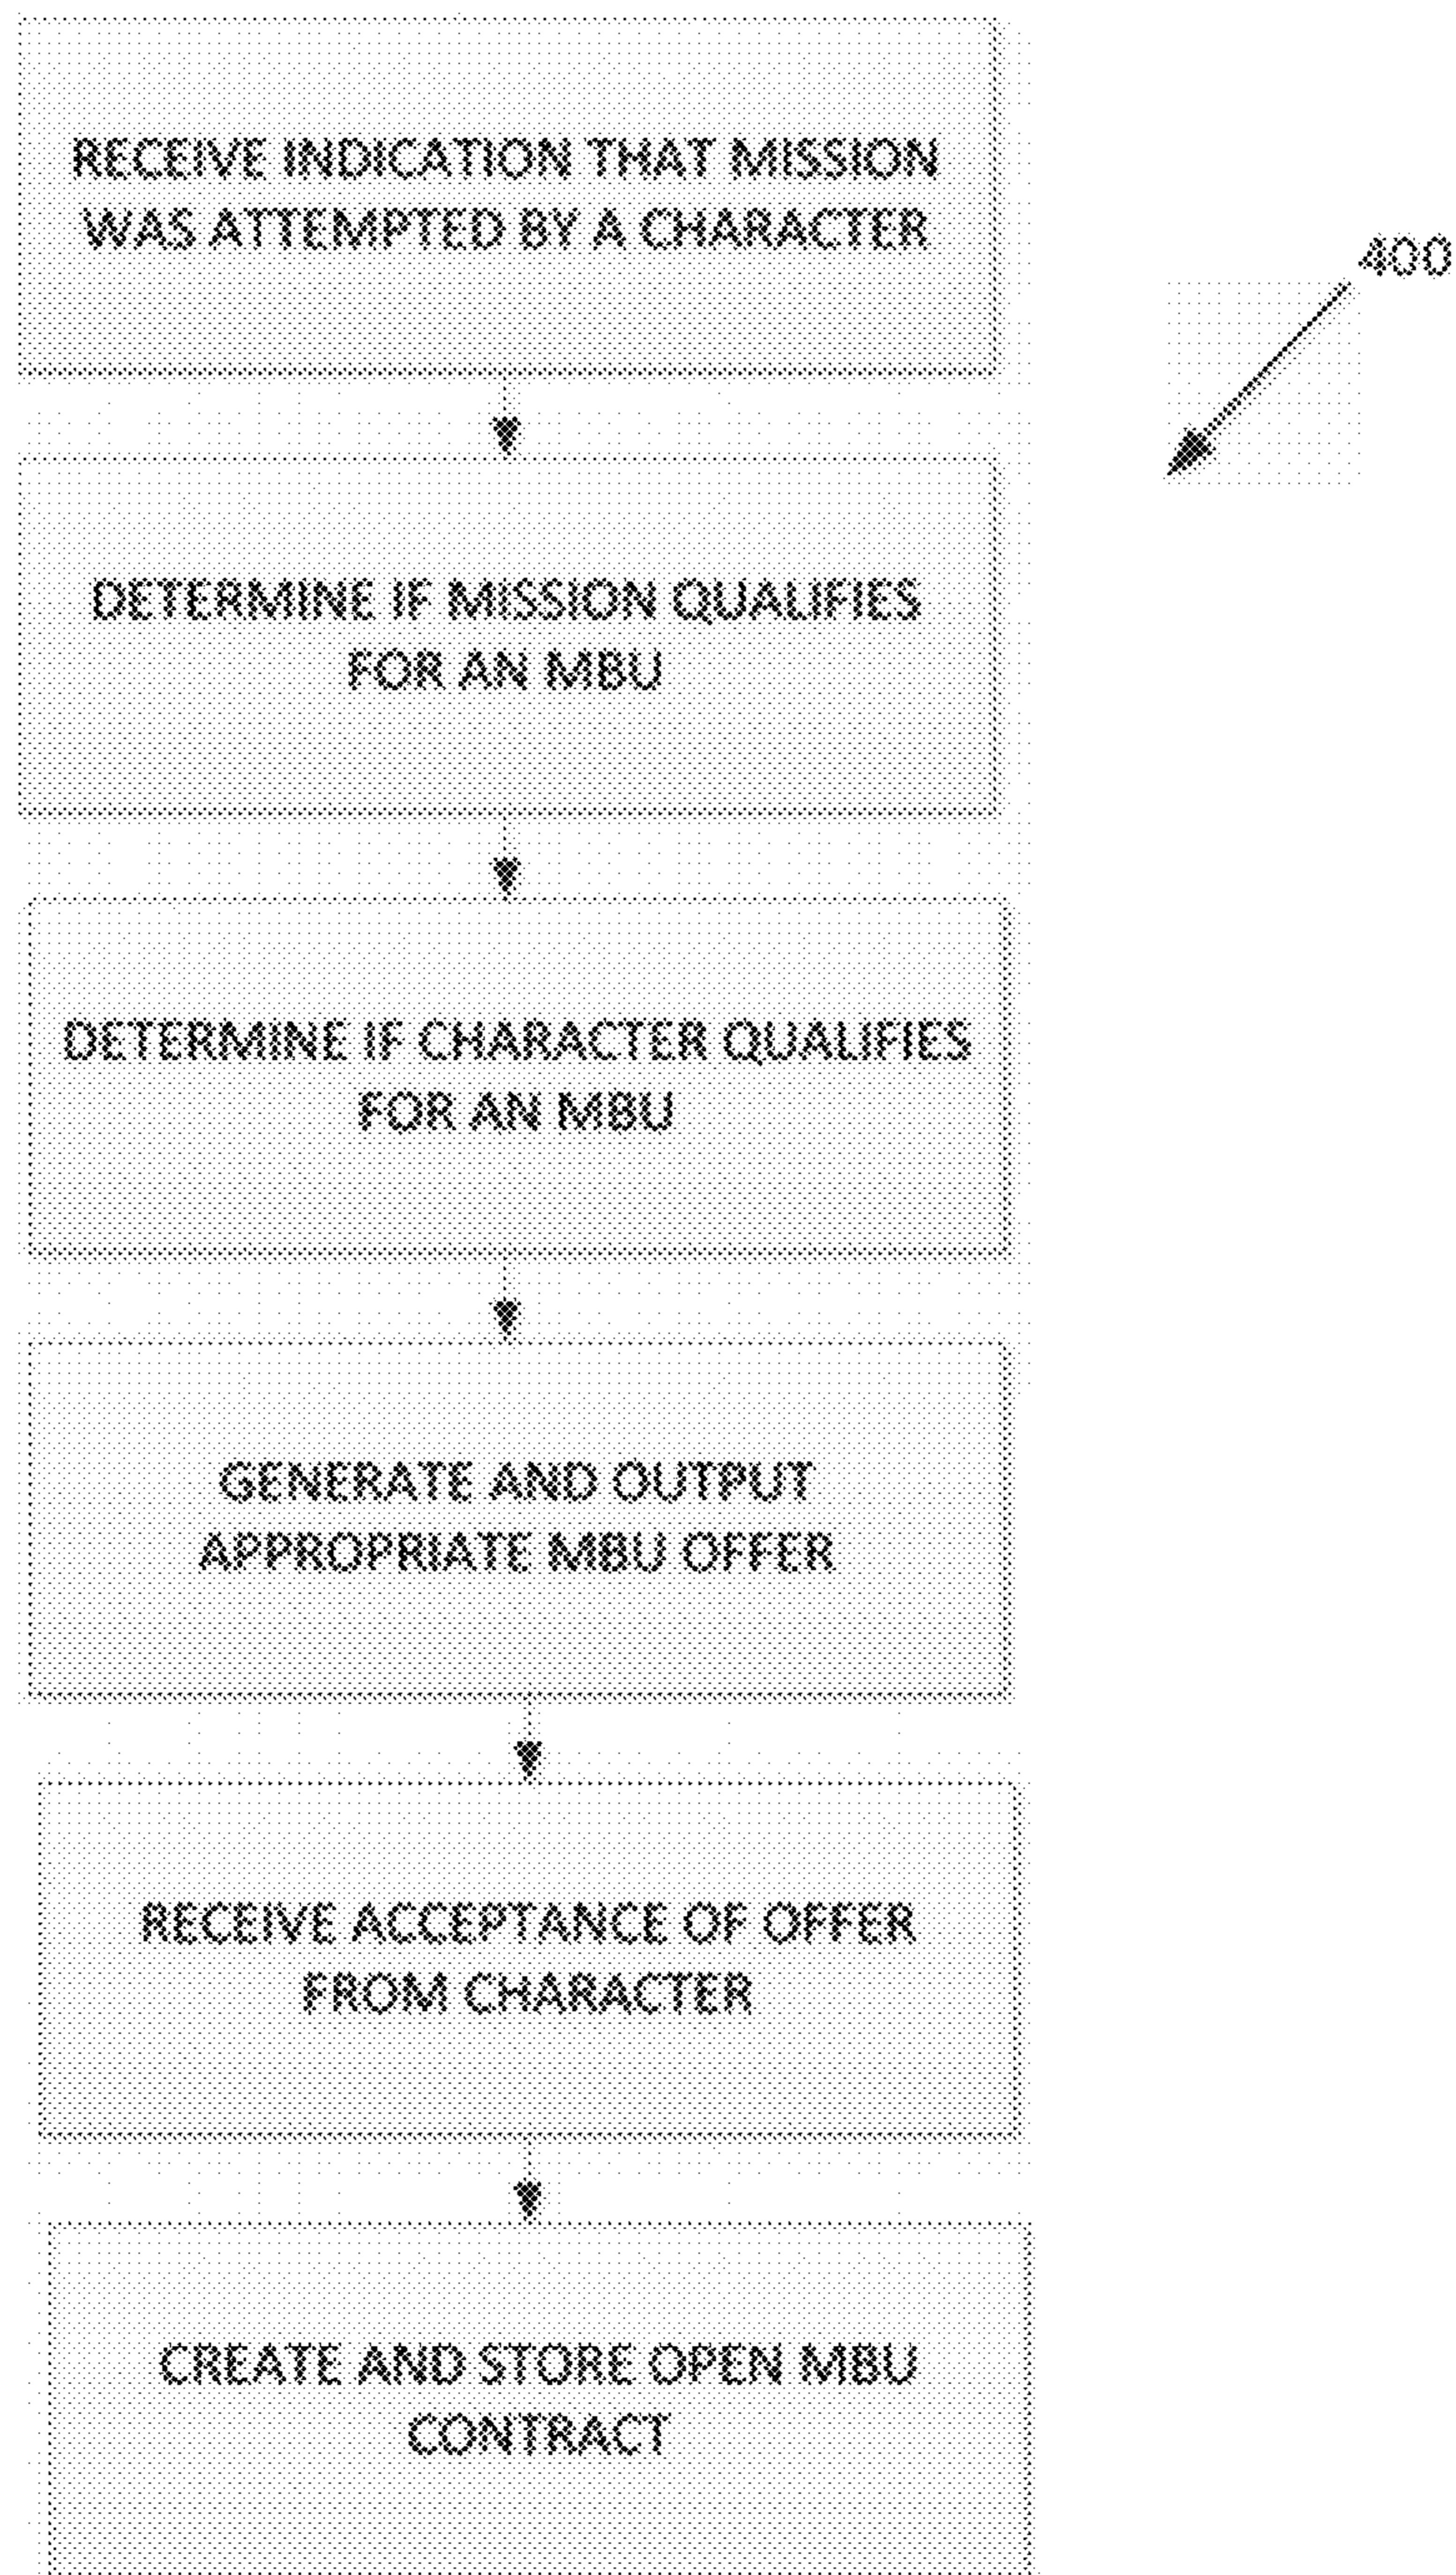 RECEIVE INDICATION THAT MISSION
WAS ATTEMPTED BY A CHARACTER
400
DETERMINE IF MISSION QUALIFIES
FOR AN MBU
DETERMINE IF CHARACTER QUALIFIES
FOR AN MBU
GENERATE AND OUTPUT
APPROPRIATE MBU OFFER
RECEIVE ACCEPTANCE OF OFFER
FROM CHARACTER
CREATE AND STORE OPEN MBU
CONTRACT